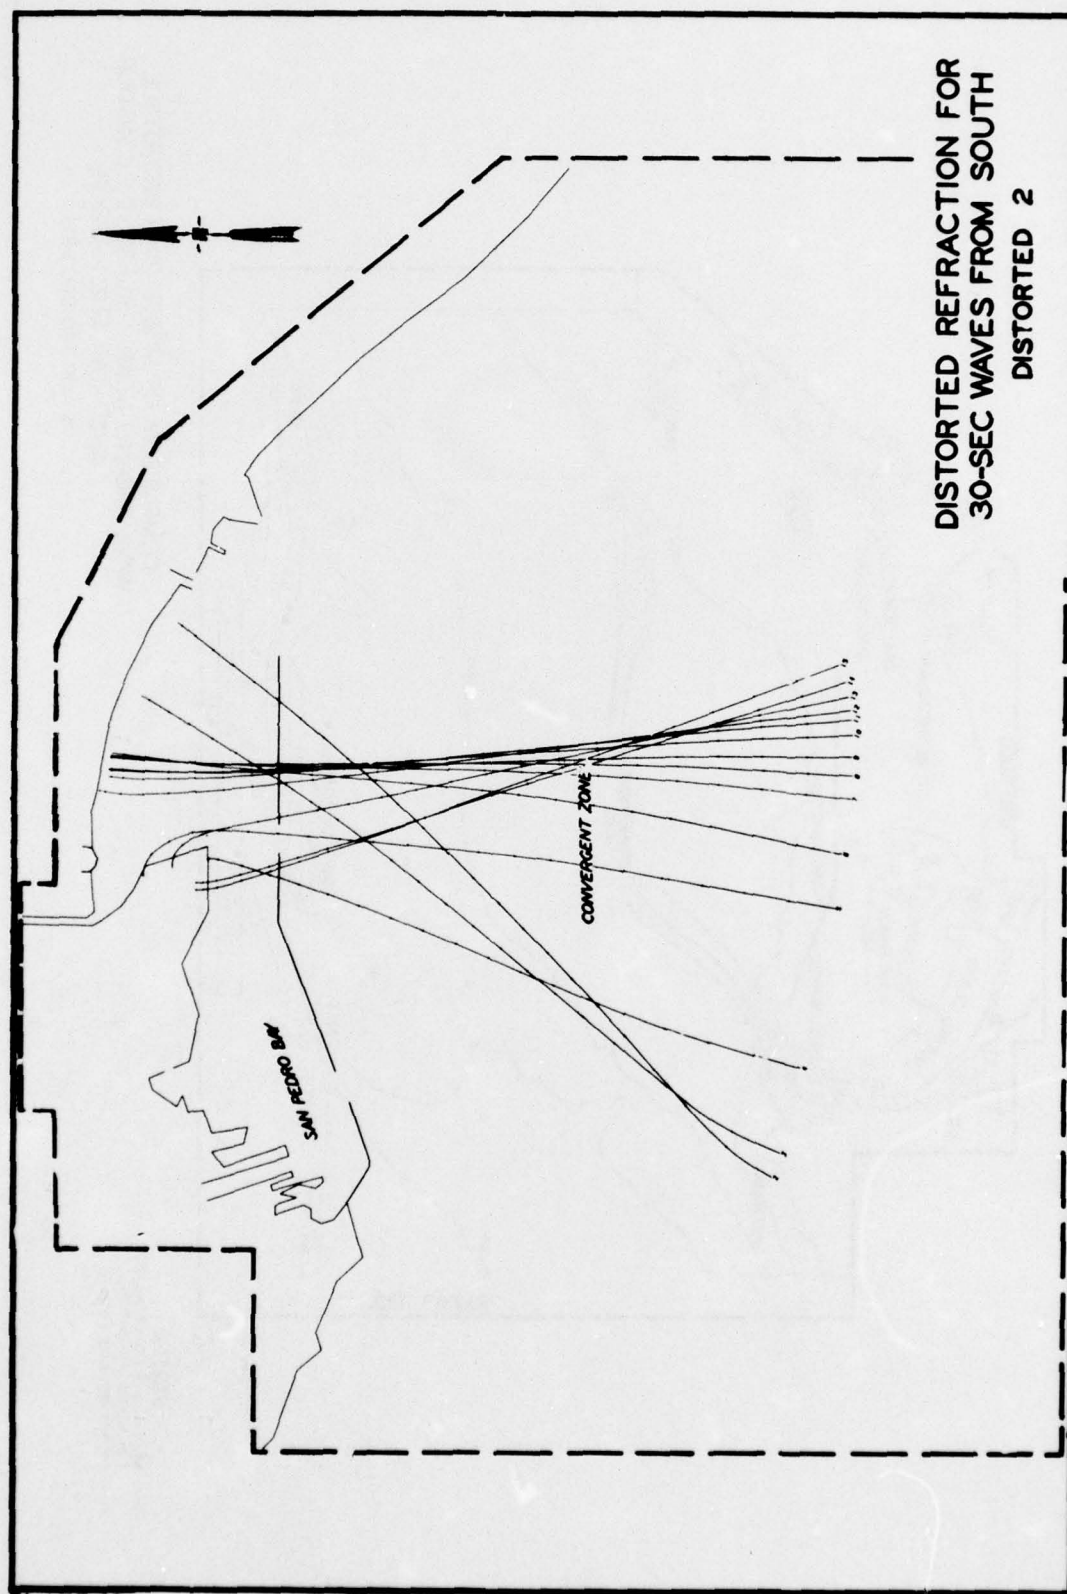 SAN PEDRO BAY
CONVERGENT ZONE
DISTORTED REFRACTION FOR
30-SEC WAVES FROM SOUTH
DISTORTED 2